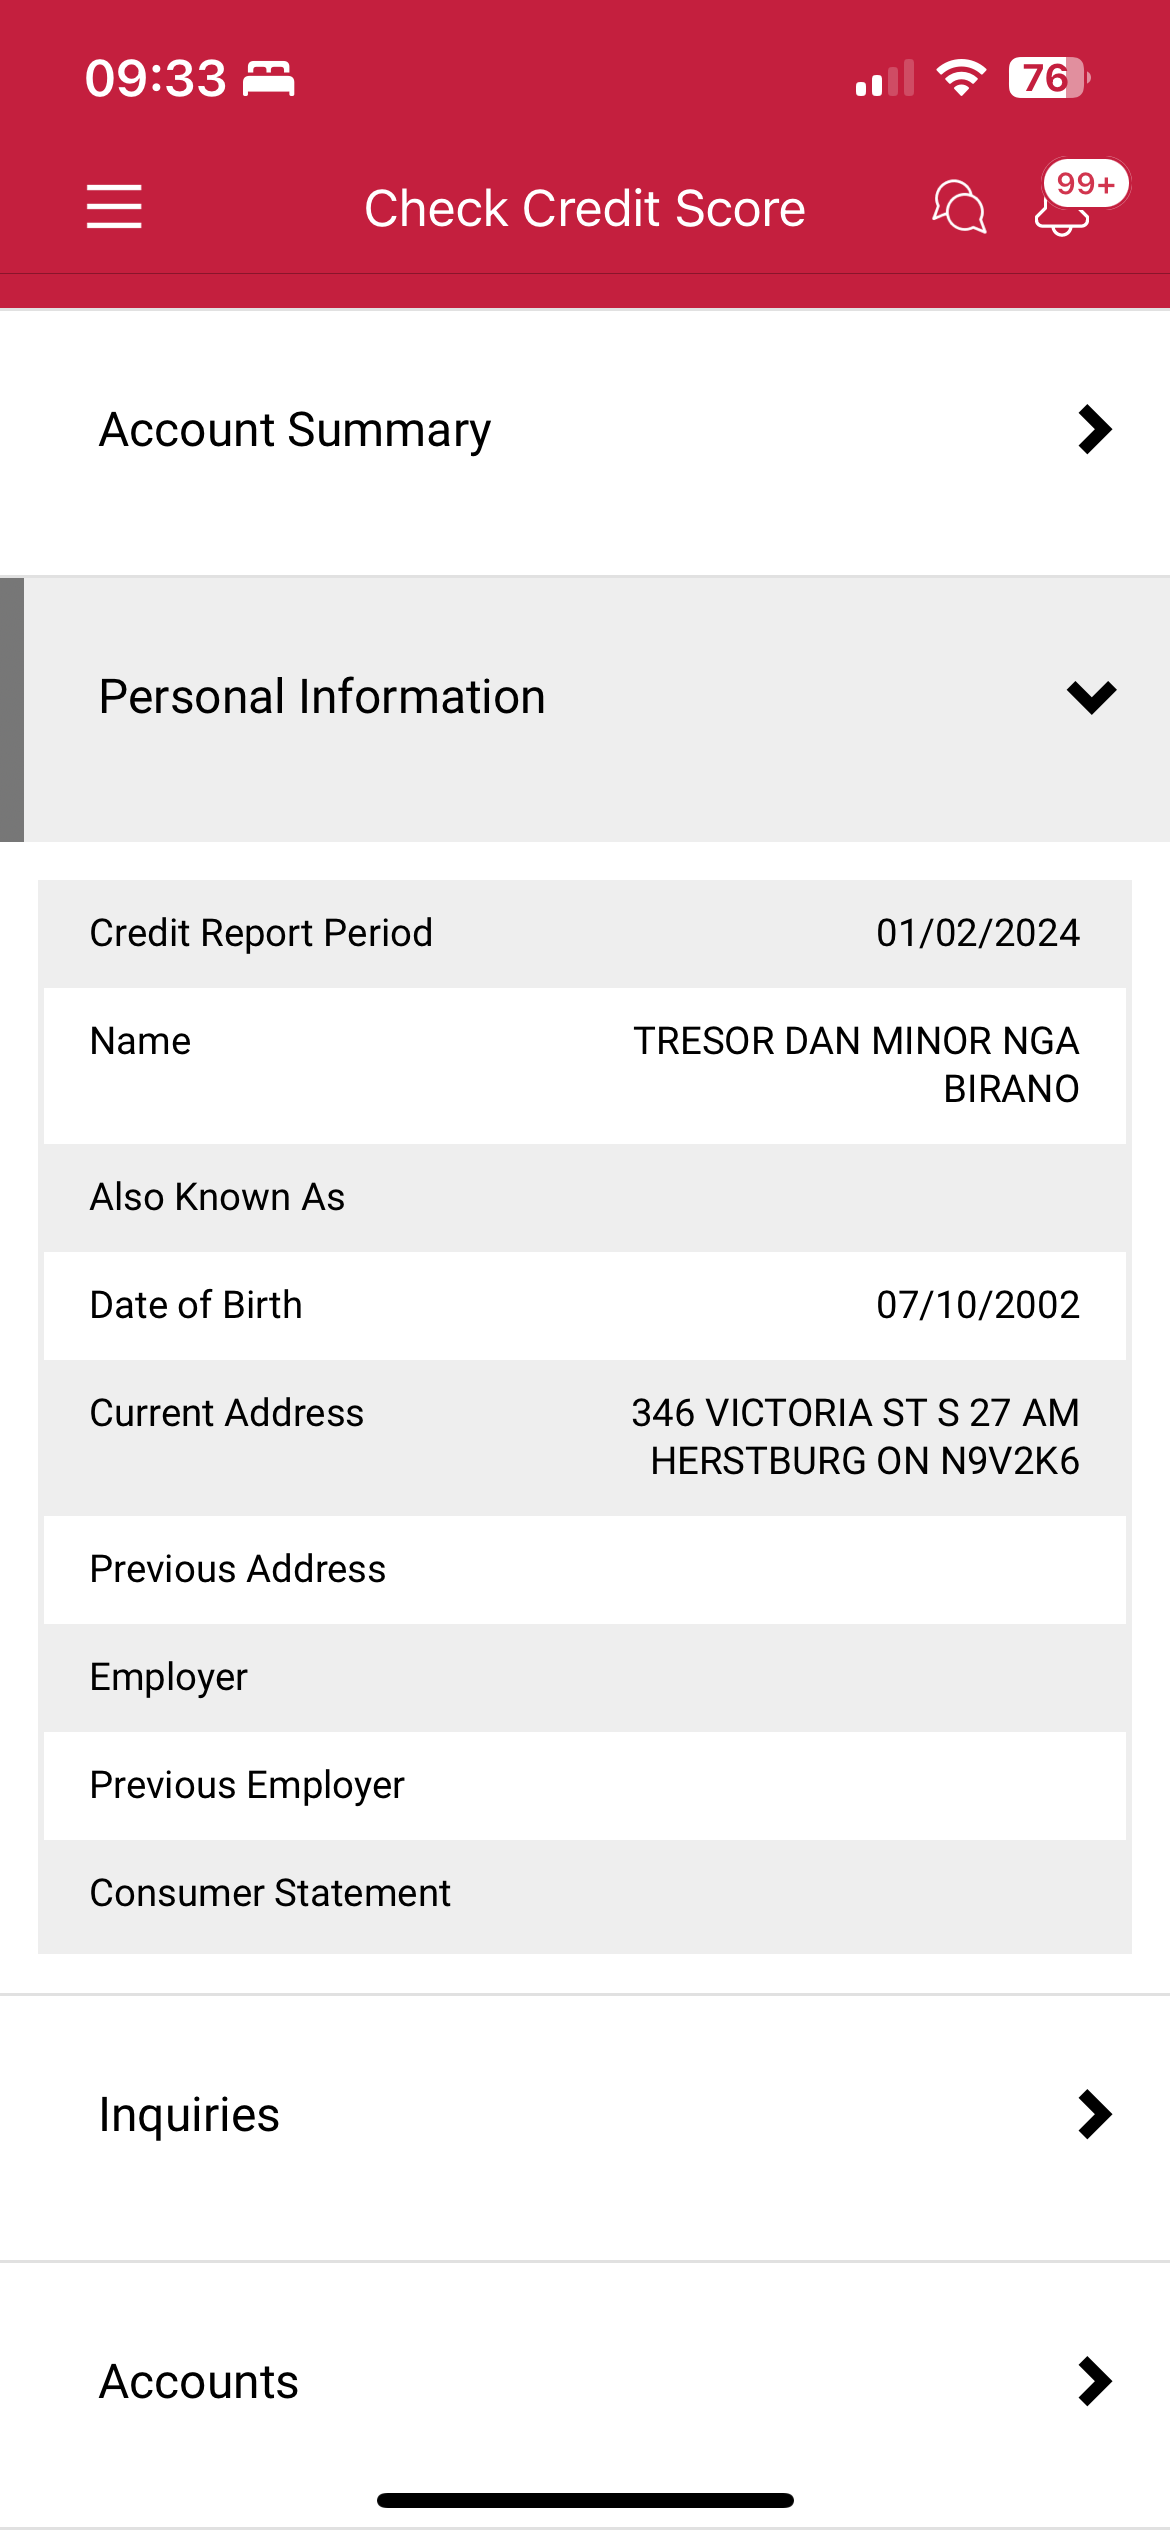 09:33
76
Check Credit Score
99+
Account Summary
Personal Information
Credit Report Period 01/02/2024
Name TRESOR DAN MINOR NGA
BIRANO
Also Known As
Date of Birth 07/10/2002
Current Address 346 VICTORIA ST S 27 AM
HERSTBURG ON N9V2K6
Previous Address
Employer
Previous Employer
Consumer Statement
Inquiries
Accounts